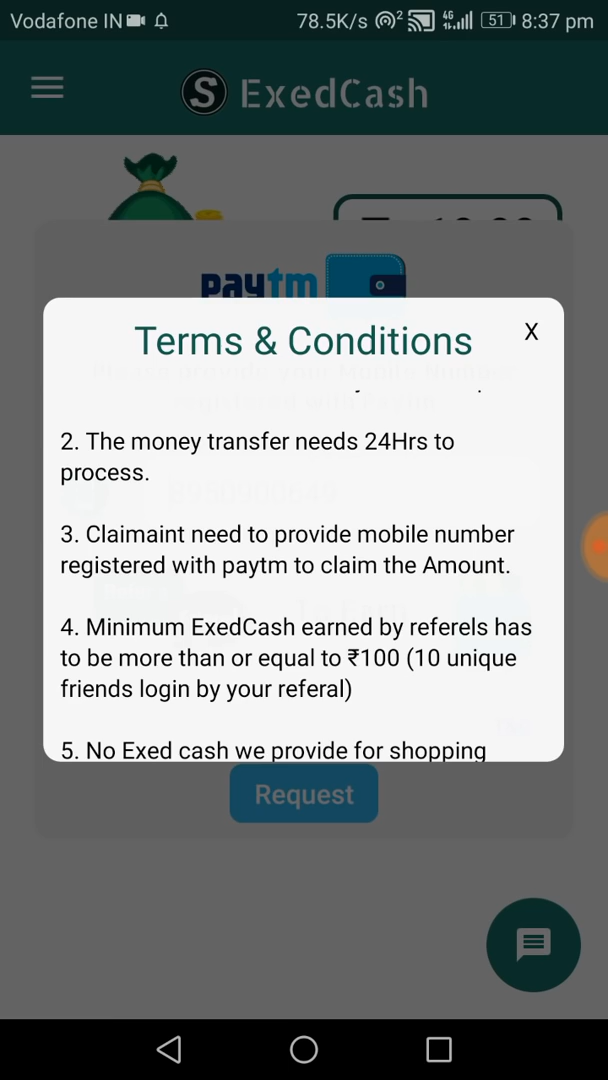 Vodafone IN 78.5K/s 2 4G 51 8:37 pm
S ExedCash
paytm
Terms & Conditions X
2. The money transfer needs 24Hrs to
process.
3. Claimaint need to provide mobile number
registered with paytm to claim the Amount.
4. Minimum ExedCash earned by referels has
to be more than or equal to ₹100 (10 unique
friends login by your referal)
5. No Exed cash we provide for shopping
Request